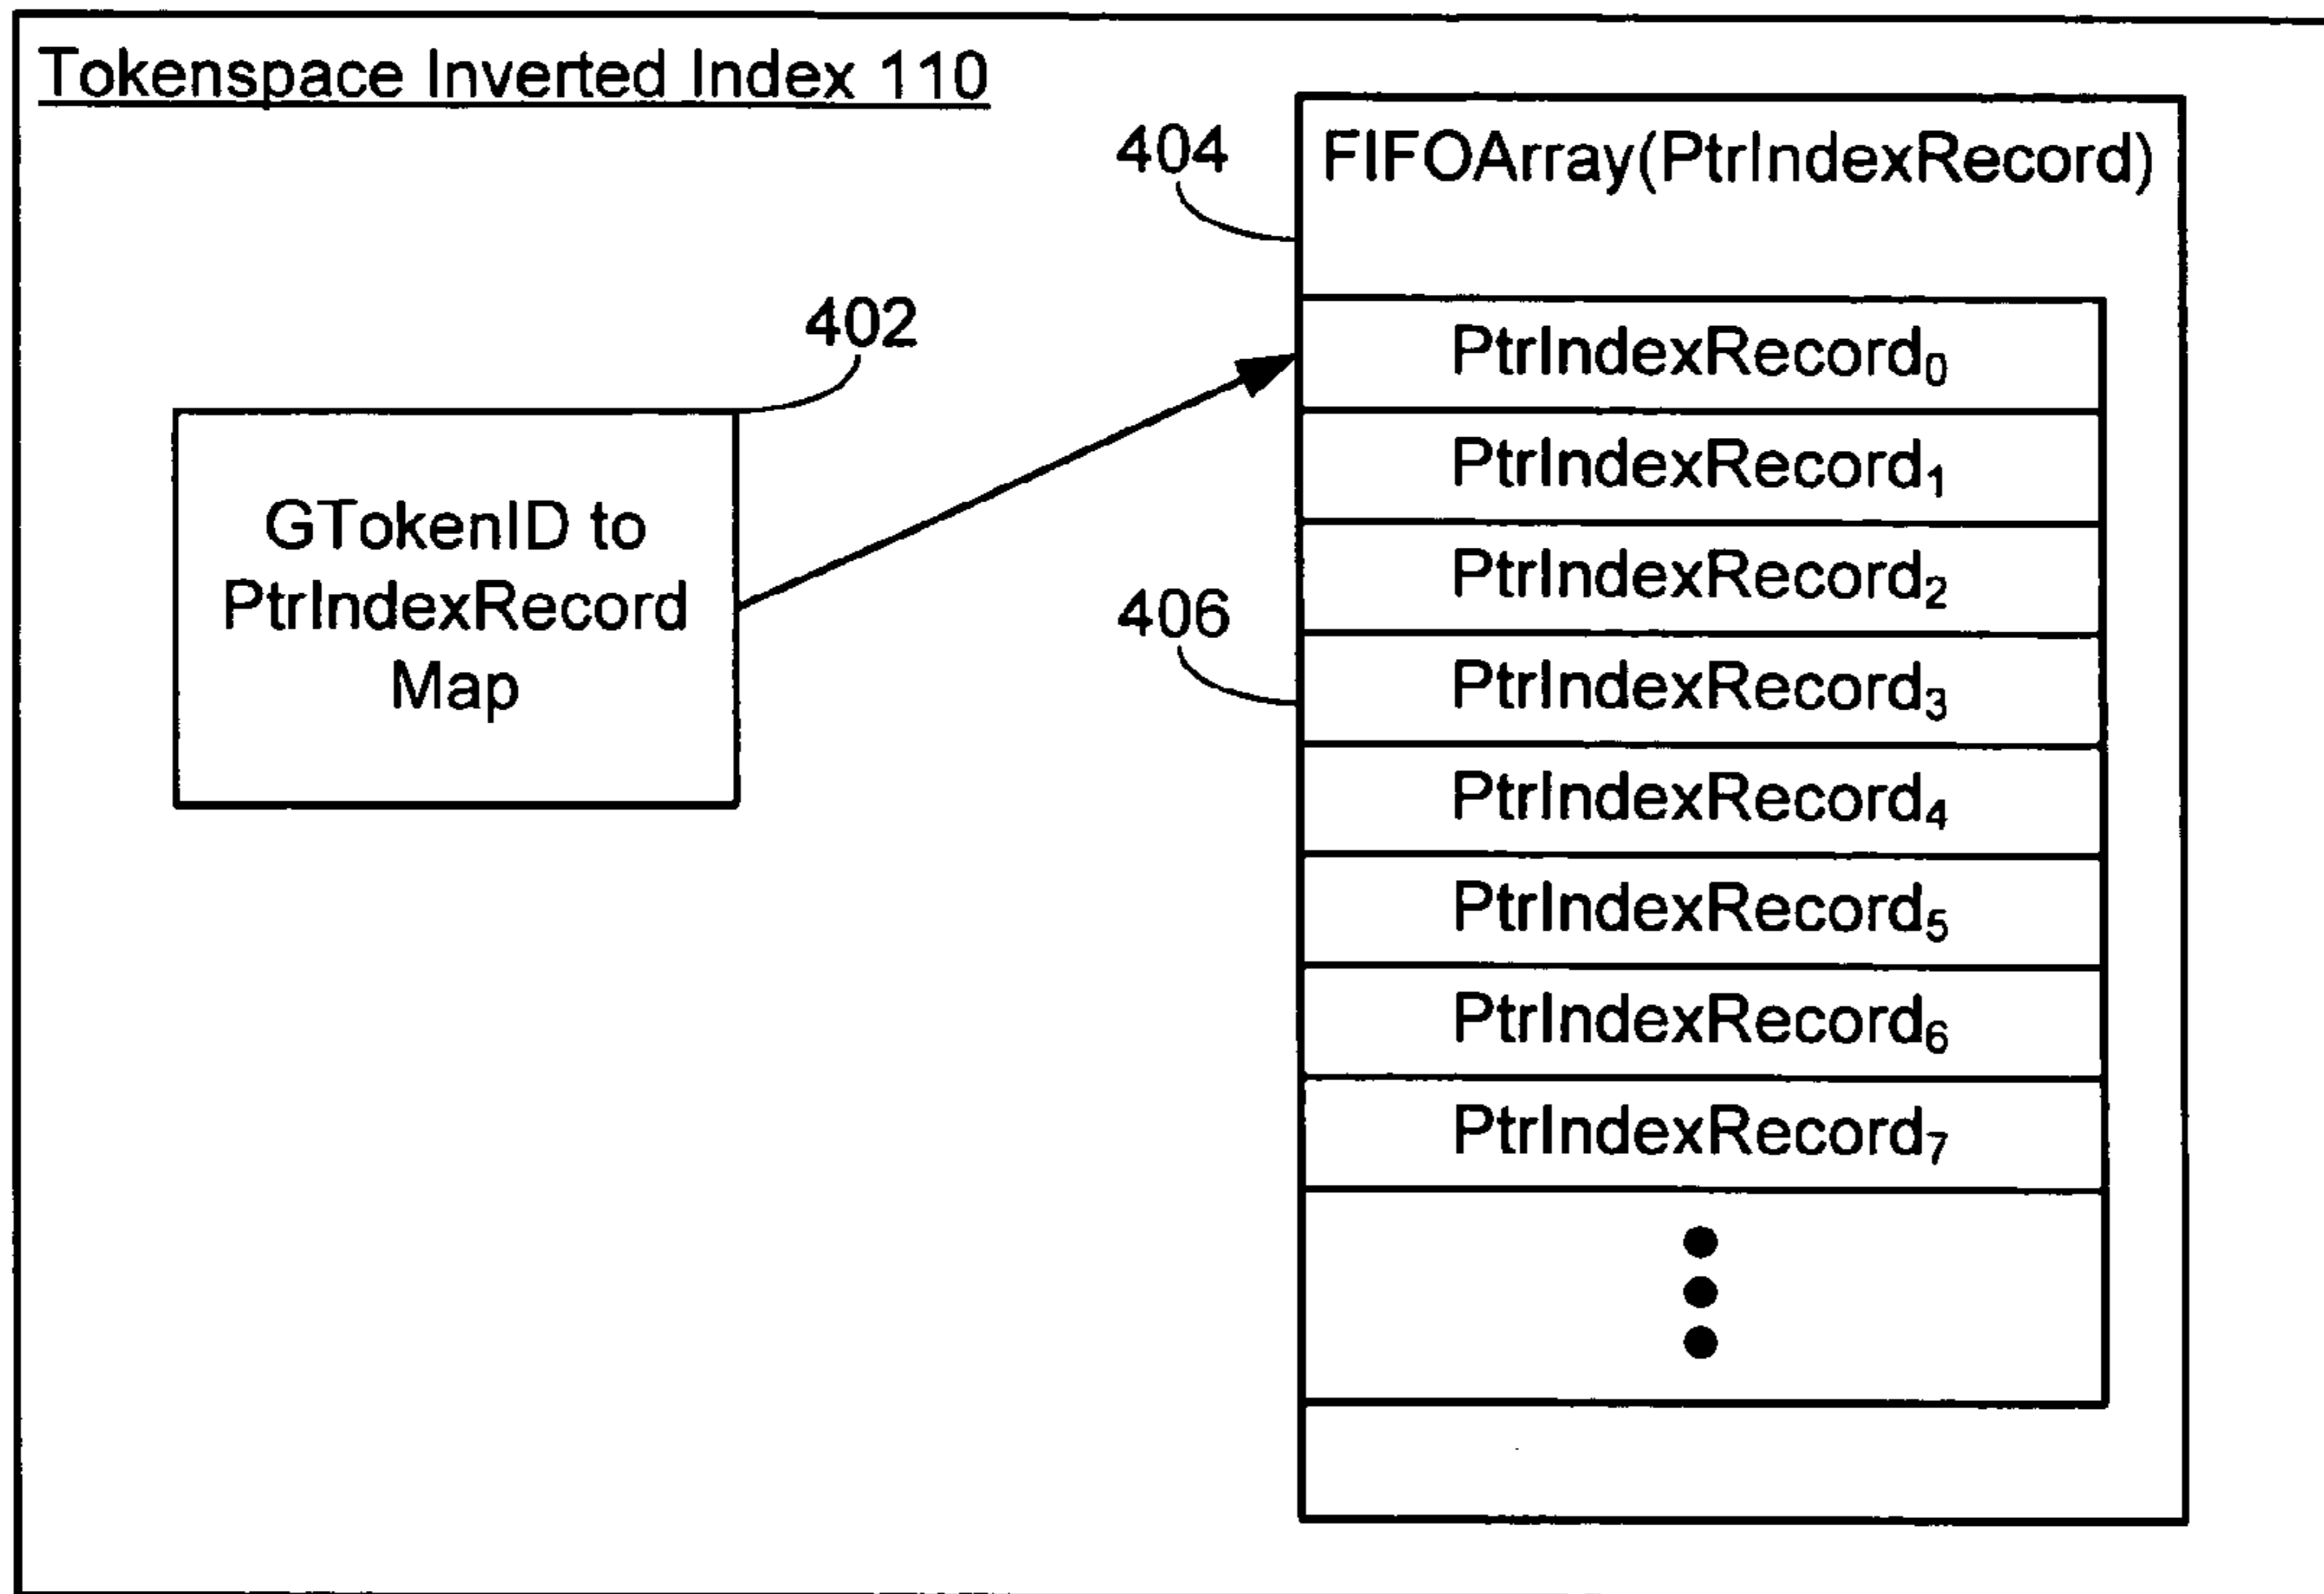 Tokenspace Inverted Index 110
404
FIFOArray(PtrIndexRecord)
402
PtrIndexRecord₀
PtrIndexRecord₁
GTokenID to
PtrIndexRecord
Map
PtrIndexRecord₂
406
PtrIndexRecord₃
PtrIndexRecord₄
PtrIndexRecord₅
PtrIndexRecord₆
PtrIndexRecord₇